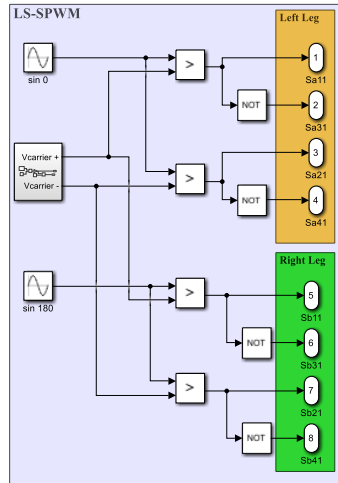 LS-SPWM
Left Leg
sin 0
>
1
Sa11
NOT
2
Sa31
Vcarrier +
Vcarrier -
>
3
Sa21
NOT
4
Sa41
Right Leg
sin 180
>
5
Sb11
NOT
6
Sb31
>
7
Sb21
NOT
8
Sb41